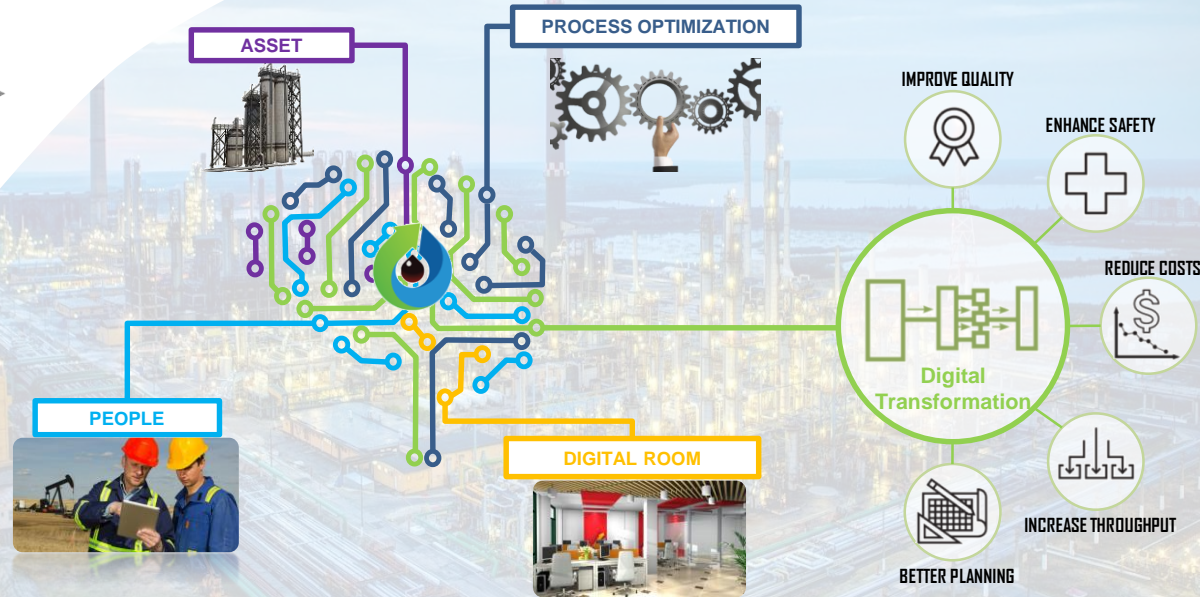 ASSET
PROCESS OPTIMIZATION
IMPROVE QUALITY
ENHANCE SAFETY
REDUCE COSTS
Digital
Transformation
PEOPLE
DIGITAL ROOM
INCREASE THROUGHPUT
BETTER PLANNING